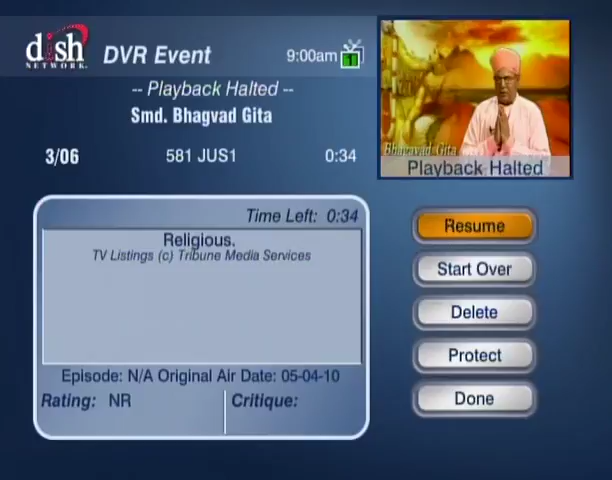 dish
NETWORK.
DVR Event
9:00am
1
-- Playback Halted --
Smd. Bhagvad Gita
3/06 581 JUS1 0:34
Bhagavad Gita
Playback Halted
Time Left: 0:34
Religious.
TV Listings (c) Tribune Media Services
Episode: N/A Original Air Date: 05-04-10
Rating: NR Critique:
Resume
Start Over
Delete
Protect
Done